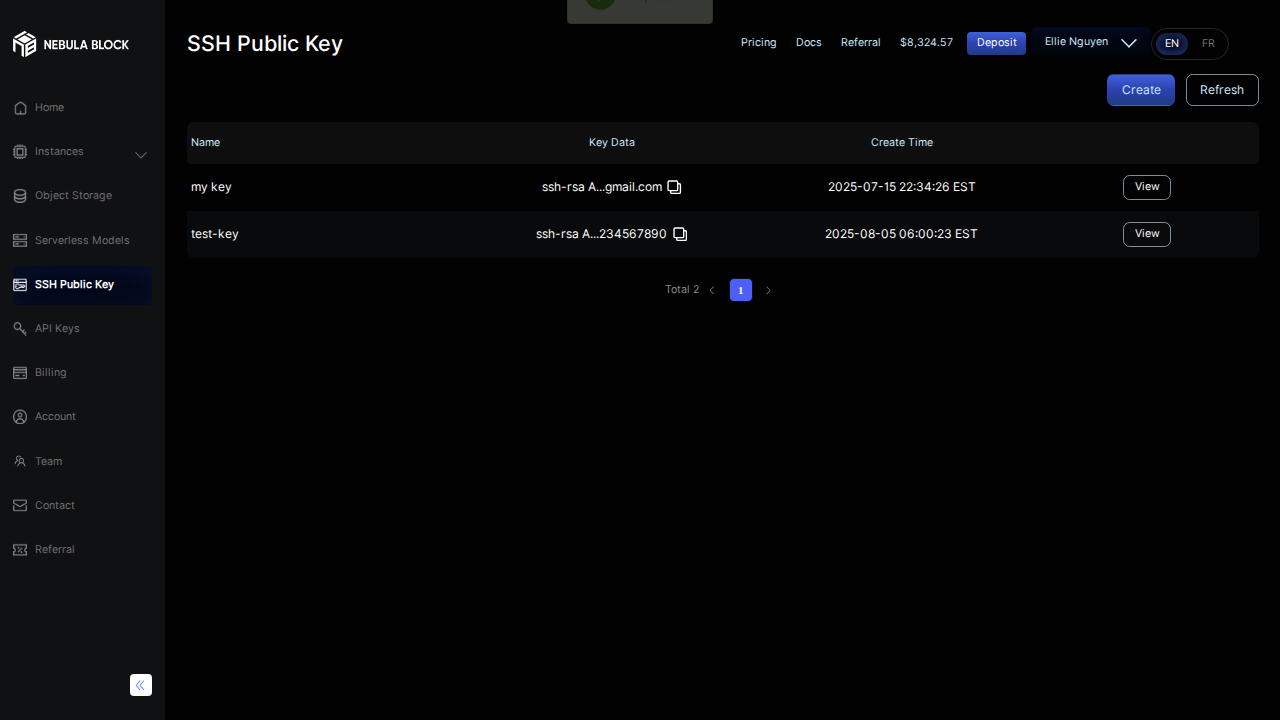 NEBULA BLOCK
SSH Public Key
Pricing
Docs
Referral
$8,324.57
Deposit
Ellie Nguyen
EN
FR
Create
Refresh
Home
Instances
Object Storage
Serverless Models
SSH Public Key
API Keys
Billing
Account
Team
Contact
Referral
Name
Key Data
Create Time
my key
ssh-rsa A...gmail.com
2025-07-15 22:34:26 EST
View
test-key
ssh-rsa A...234567890
2025-08-05 06:00:23 EST
View
Total 2
1